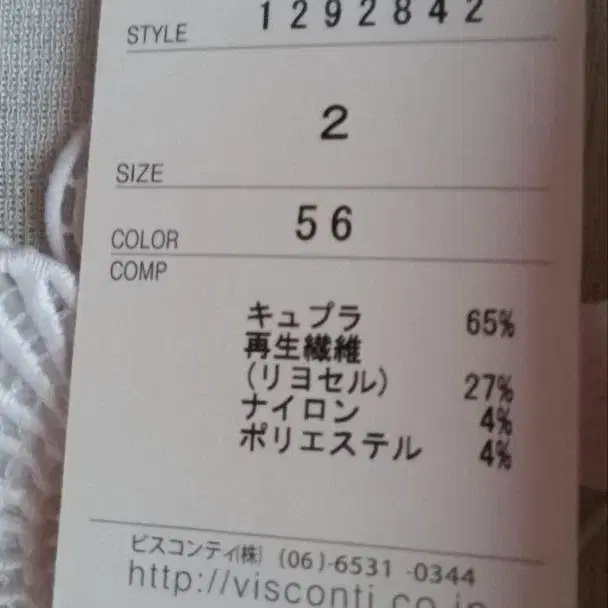 STYLE 1292842
2
SIZE
COLOR 56
COMP
キュプラ 65%
再生繊維
(リヨセル) 27%
ナイロン 4%
ポリエステル 4%
ビスコンティ㈱ (06)-6531-0344
http://visconti.co.jp